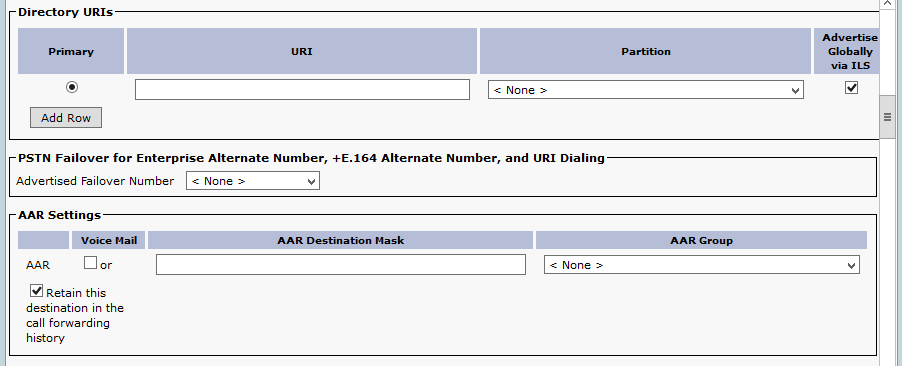 Directory URIs
Primary URI Partition Advertise Globally via ILS
< None >
Add Row
PSTN Failover for Enterprise Alternate Number, +E.164 Alternate Number, and URI Dialing
Advertised Failover Number < None >
AAR Settings
Voice Mail AAR Destination Mask AAR Group
AAR or < None >
Retain this
destination in the
call forwarding
history